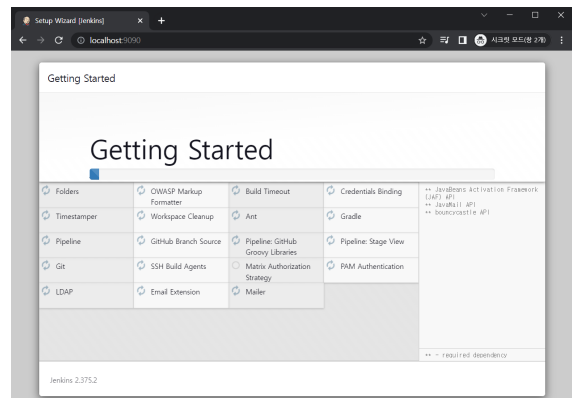 Setup Wizard [Jenkins]
localhost:9090
시크릿 모드(창 2개)
Getting Started
Getting Started
Folders
OWASP Markup
Formatter
Build Timeout
Credentials Binding
Timestamper
Workspace Cleanup
Ant
Gradle
Pipeline
GitHub Branch Source
Pipeline: GitHub
Groovy Libraries
Pipeline: Stage View
Git
SSH Build Agents
Matrix Authorization
Strategy
PAM Authentication
LDAP
Email Extension
Mailer
** JavaBeans Activation Framework
(JAF) API
** JavaMail API
** bouncycastle API
** - required dependency
Jenkins 2.375.2